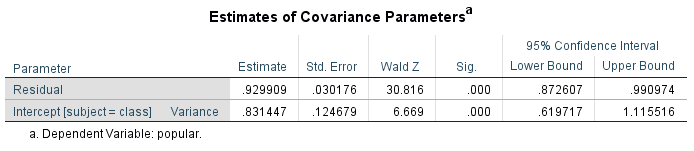 Estimates of Covariance Parametersa
95% Confidence Interval
Parameter Estimate Std. Error Wald Z Sig. Lower Bound Upper Bound
Residual .929909 .030176 30.816 .000 .872607 .990974
Intercept [subject = class] Variance .831447 .124679 6.669 .000 .619717 1.115516
a. Dependent Variable: popular.